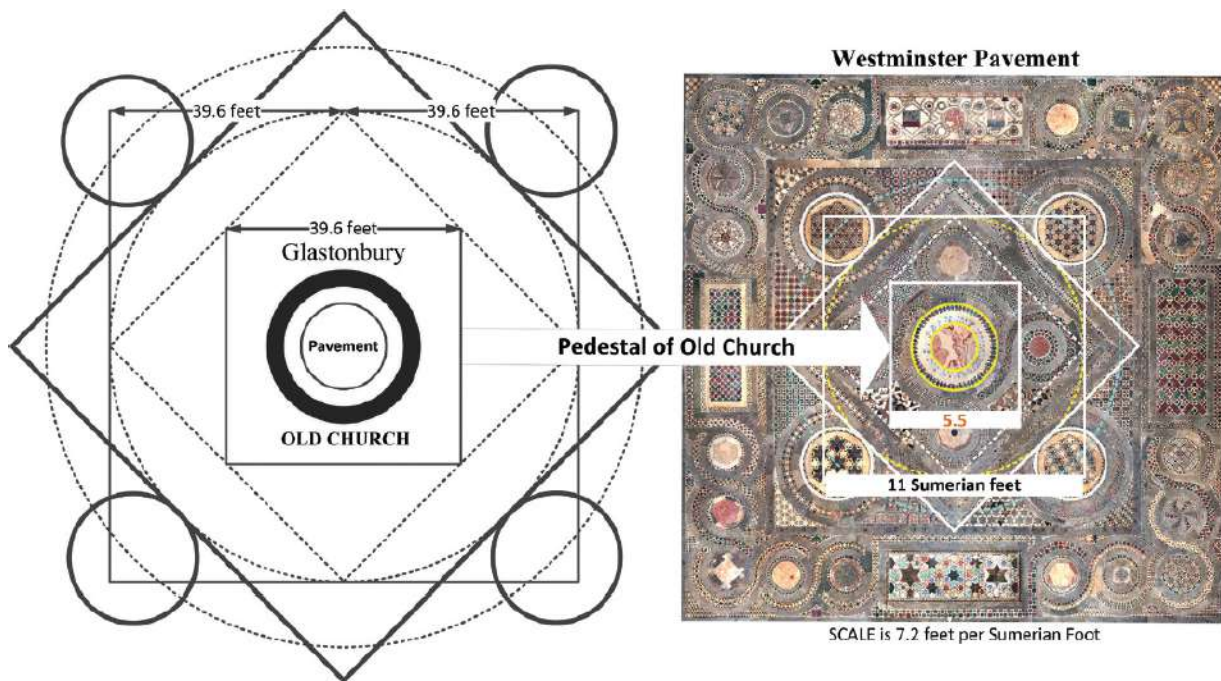 39.6 feet
39.6 feet
39.6 feet
Glastonbury
Pavement
OLD CHURCH
Pedestal of Old Church
Westminster Pavement
5.5
11 Sumerian feet
SCALE is 7.2 feet per Sumerian Foot